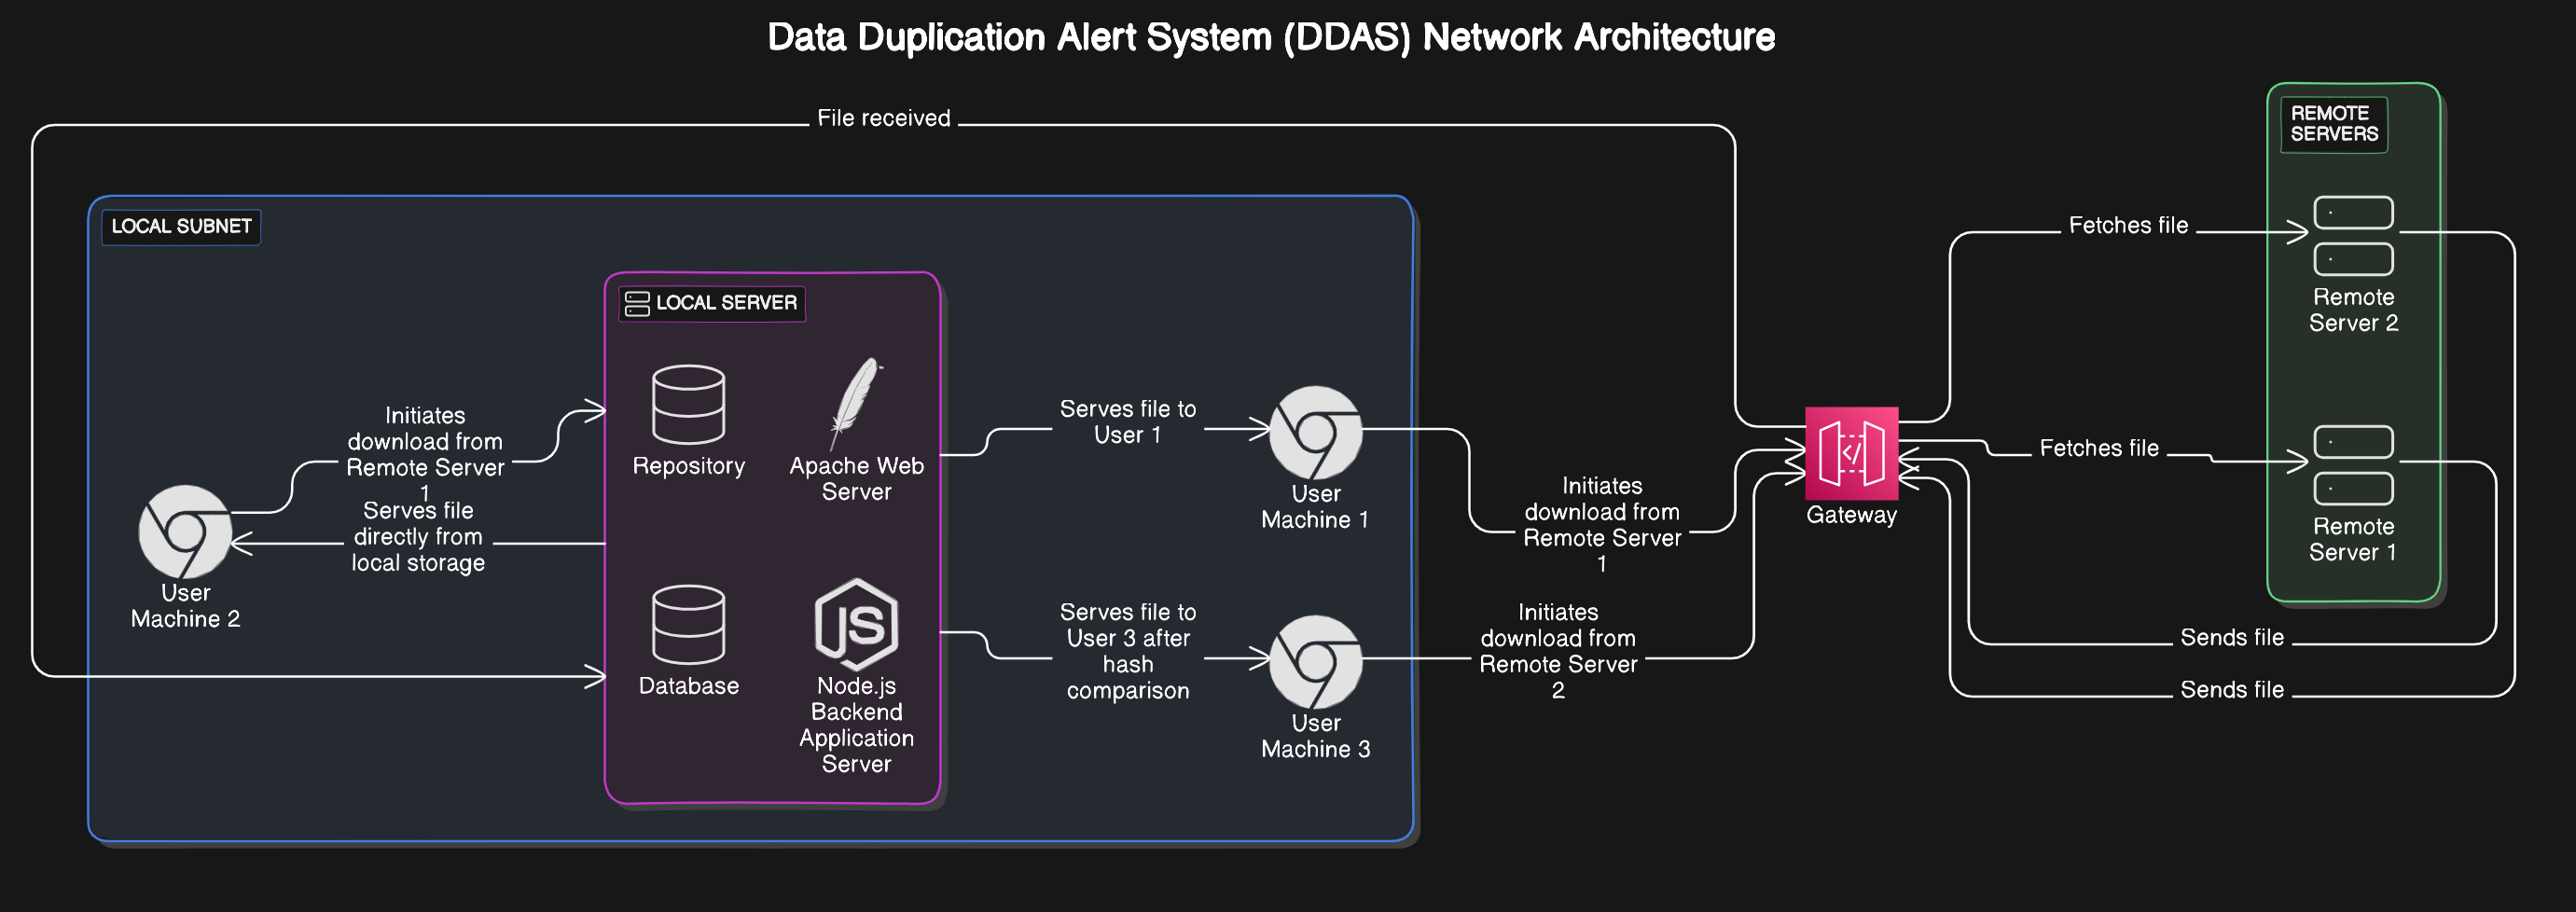 Data Duplication Alert System (DDAS) Network Architecture
File received
REMOTE
SERVERS
LOCAL SUBNET
Fetches file
Remote
Server 2
LOCAL SERVER
Repository
Apache Web
Server
Initiates
download from
Remote Server
1
Serves file
directly from
local storage
User
Machine 2
Serves file to
User 1
User
Machine 1
Initiates
download from
Remote Server
1
Gateway
Fetches file
Remote
Server 1
Database
Node.js
Backend
Application
Server
Serves file to
User 3 after
hash
comparison
User
Machine 3
Initiates
download from
Remote Server
2
Sends file
Sends file